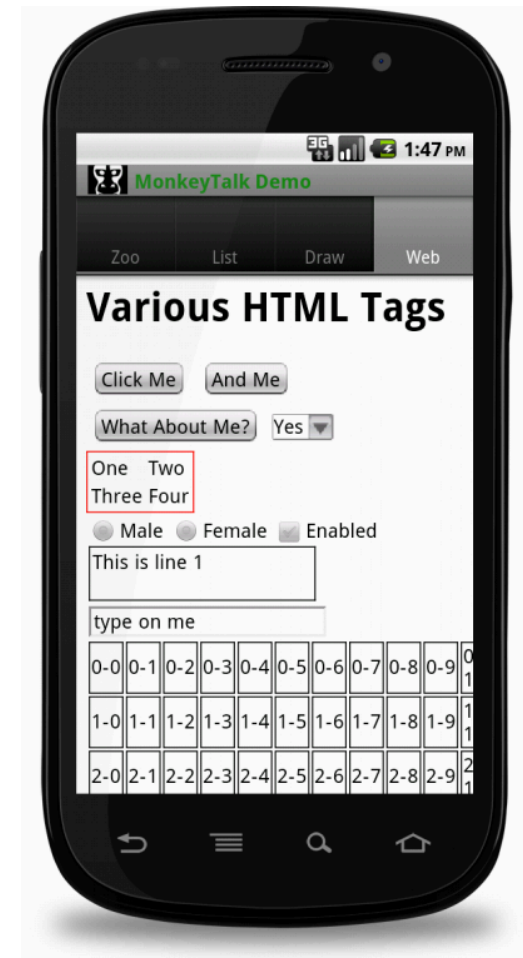 3G 1:47 PM
MonkeyTalk Demo
Zoo List Draw Web
Various HTML Tags
Click Me And Me
What About Me? Yes
One Two
Three Four
Male Female Enabled
This is line 1
type on me
0-0 0-1 0-2 0-3 0-4 0-5 0-6 0-7 0-8 0-9
1-0 1-1 1-2 1-3 1-4 1-5 1-6 1-7 1-8 1-9
2-0 2-1 2-2 2-3 2-4 2-5 2-6 2-7 2-8 2-9